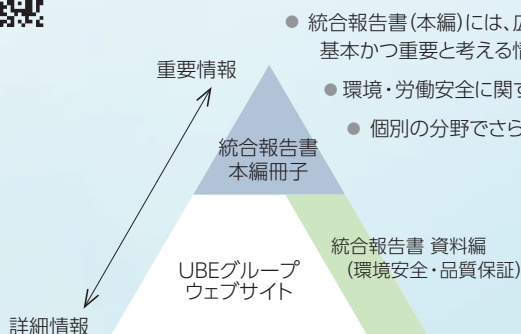 ● 統合報告書(本編)には、広
基本かつ重要と考える情
● 環境・労働安全に関す
● 個別の分野でさら
重要情報
統合報告書
本編冊子
統合報告書 資料編
(環境安全・品質保証)
UBEグループ
ウェブサイト
詳細情報